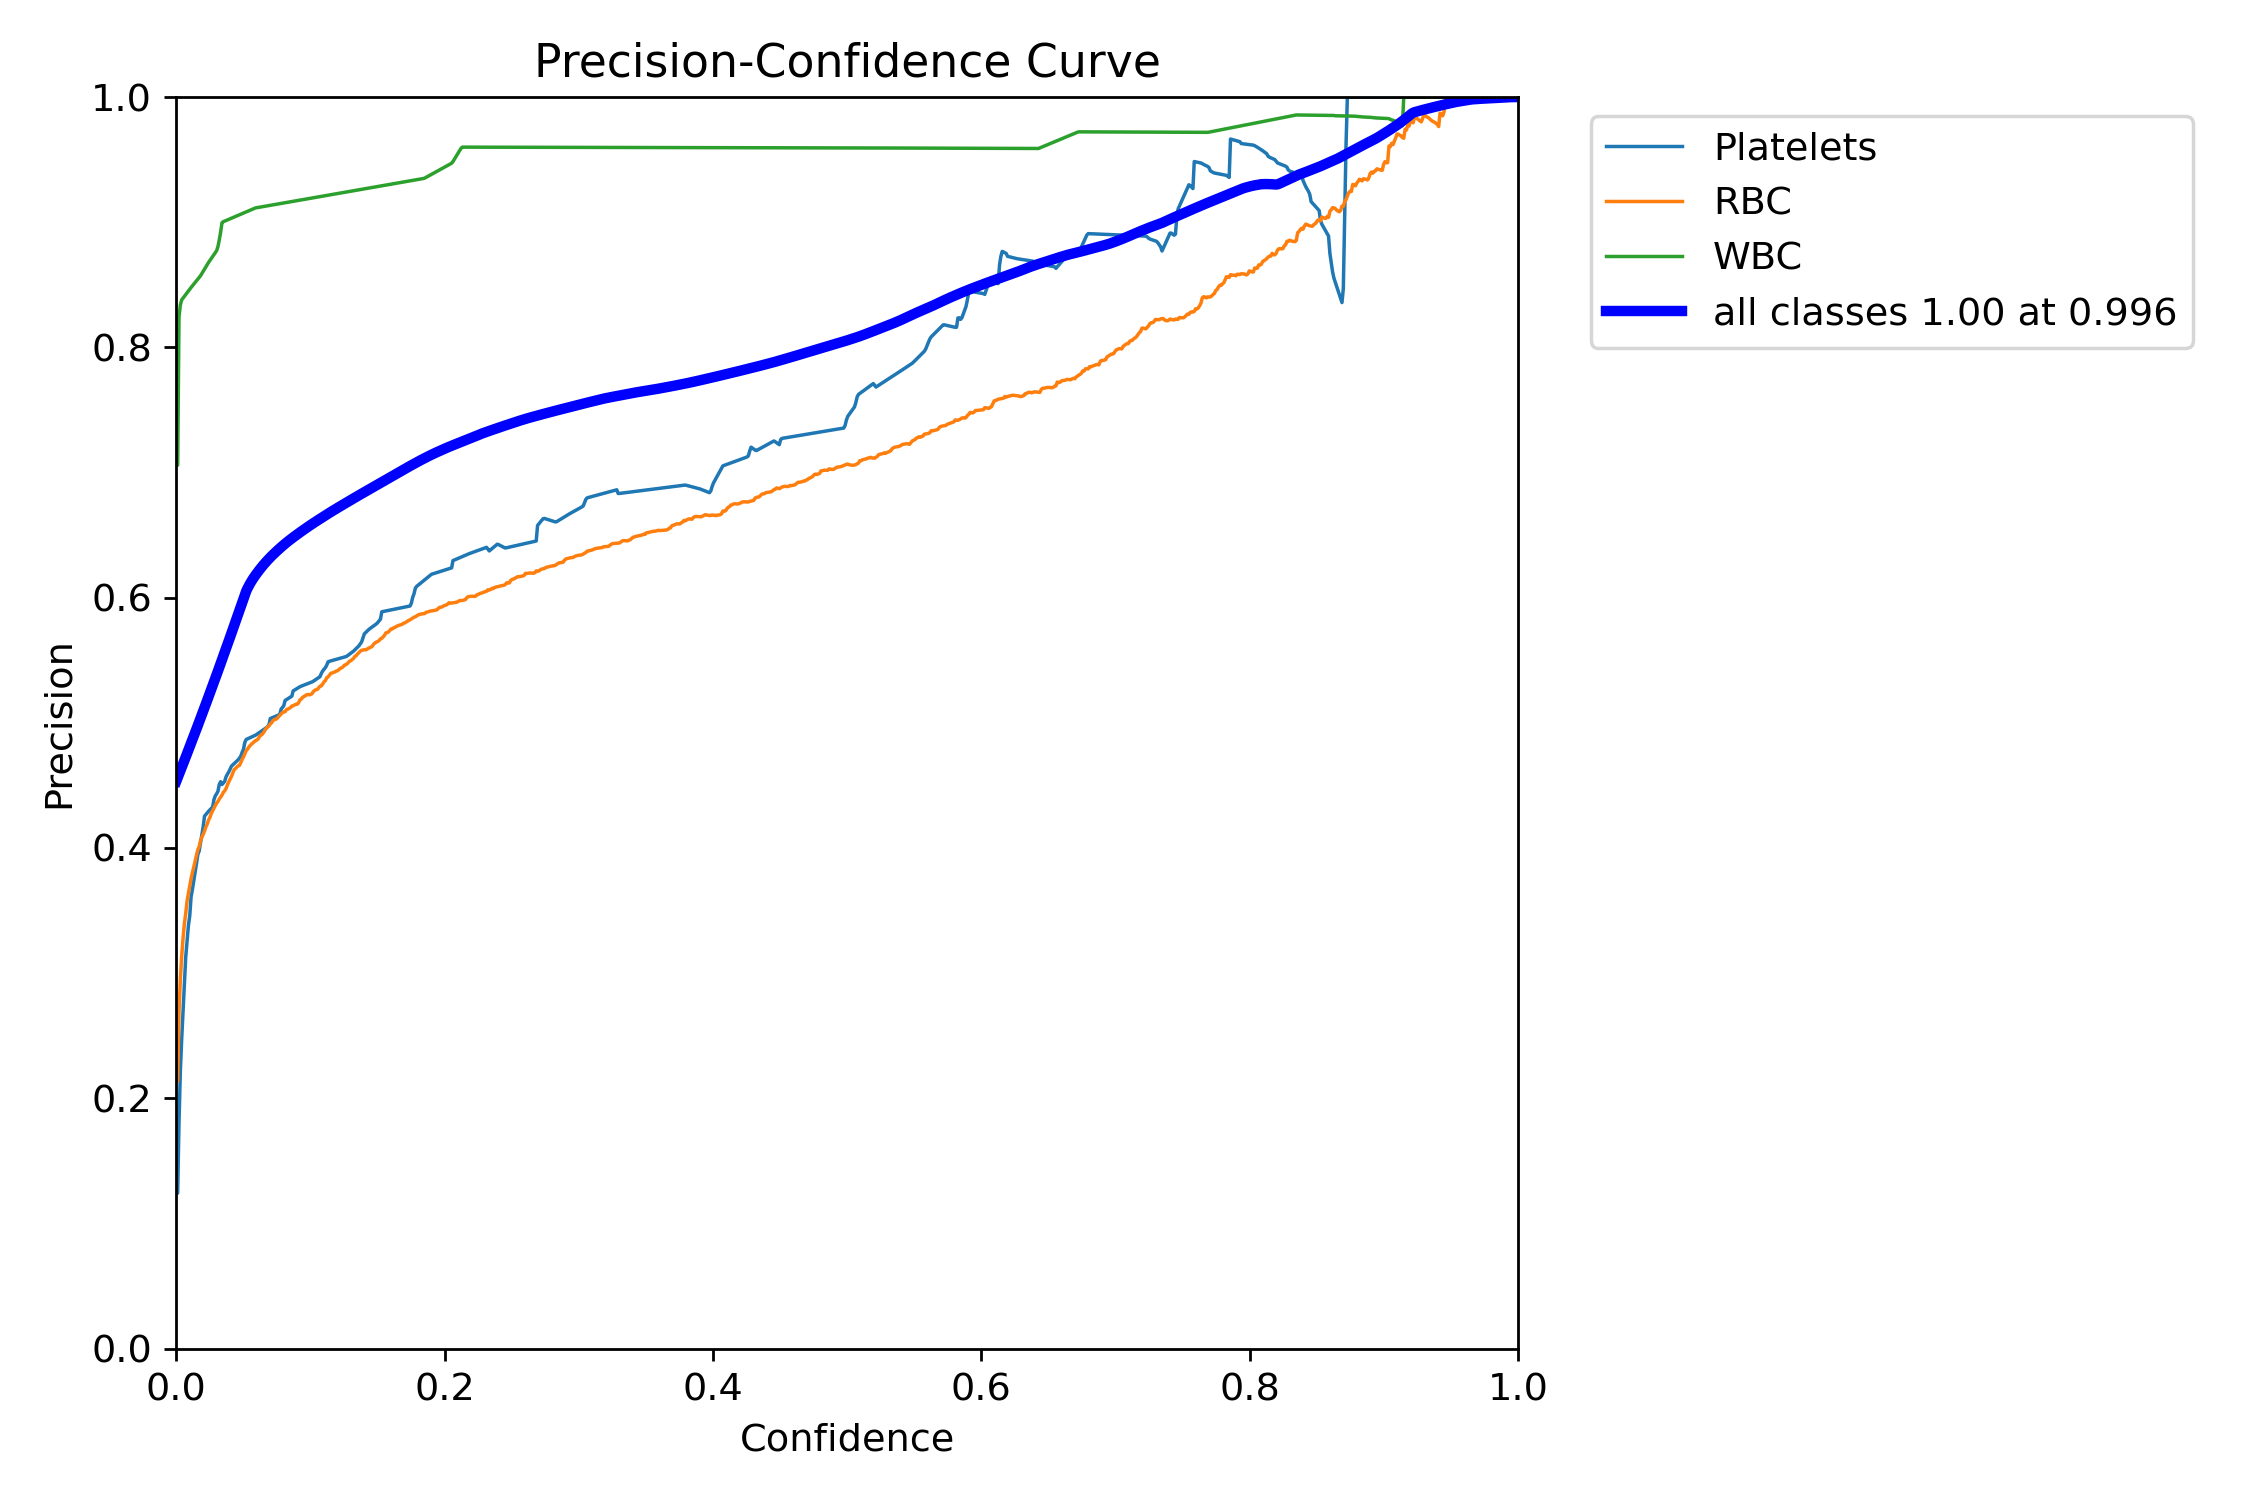 Precision-Confidence Curve
1.0
0.8
0.6
0.4
0.2
0.0
Precision
0.0 0.2 0.4 0.6 0.8 1.0
Confidence
Platelets
RBC
WBC
all classes 1.00 at 0.996